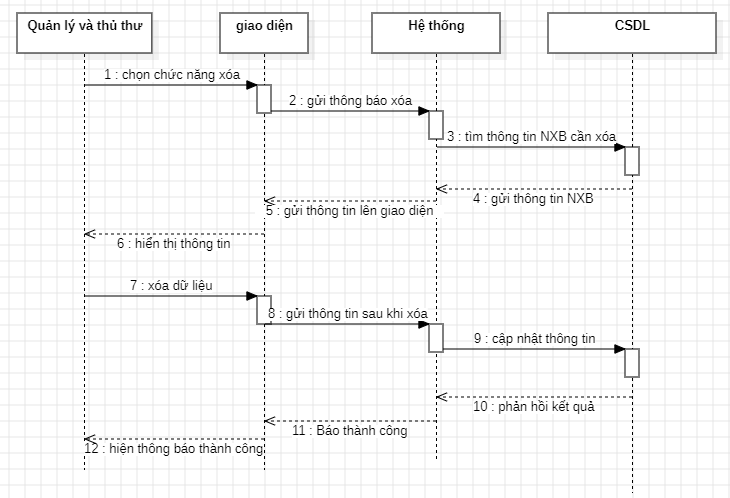 Quản lý và thủ thư
giao diện
Hệ thống
CSDL
1 : chọn chức năng xóa
2 : gửi thông báo xóa
3 : tìm thông tin NXB cần xóa
4 : gửi thông tin NXB
5 : gửi thông tin lên giao diện
6 : hiển thị thông tin
7 : xóa dữ liệu
8 : gửi thông tin sau khi xóa
9 : cập nhật thông tin
10 : phản hồi kết quả
11 : Báo thành công
12 : hiện thông báo thành công